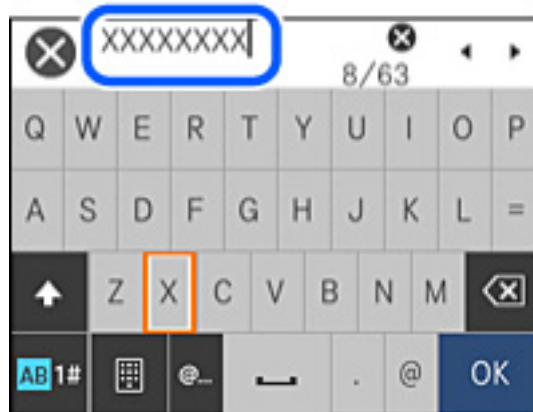 XXXXXXXX
8/63
Q W E R T Y U I O P
A S D F G H J K L =
Z X C V B N M
AB 1# @... . @ OK